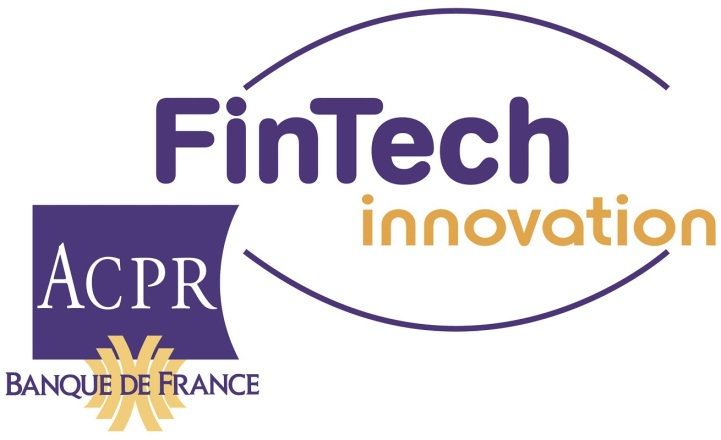 FinTech
innovation
ACPR
BANQUE DE FRANCE